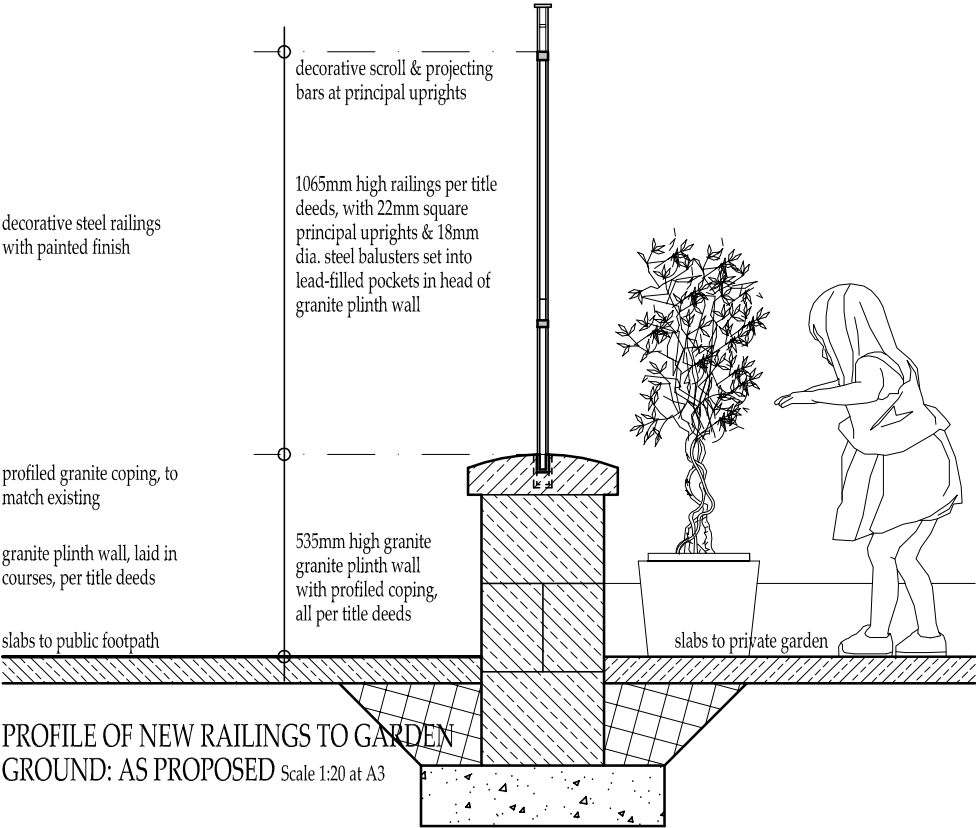 decorative scroll & projecting
bars at principal uprights
1065mm high railings per title
deeds, with 22mm square
principal uprights & 18mm
dia. steel balusters set into
lead-filled pockets in head of
granite plinth wall
decorative steel railings
with painted finish
profiled granite coping, to
match existing
granite plinth wall, laid in
courses, per title deeds
535mm high granite
granite plinth wall
with profiled coping,
all per title deeds
slabs to public footpath
slabs to private garden
PROFILE OF NEW RAILINGS TO GARDEN
GROUND: AS PROPOSED Scale 1:20 at A3